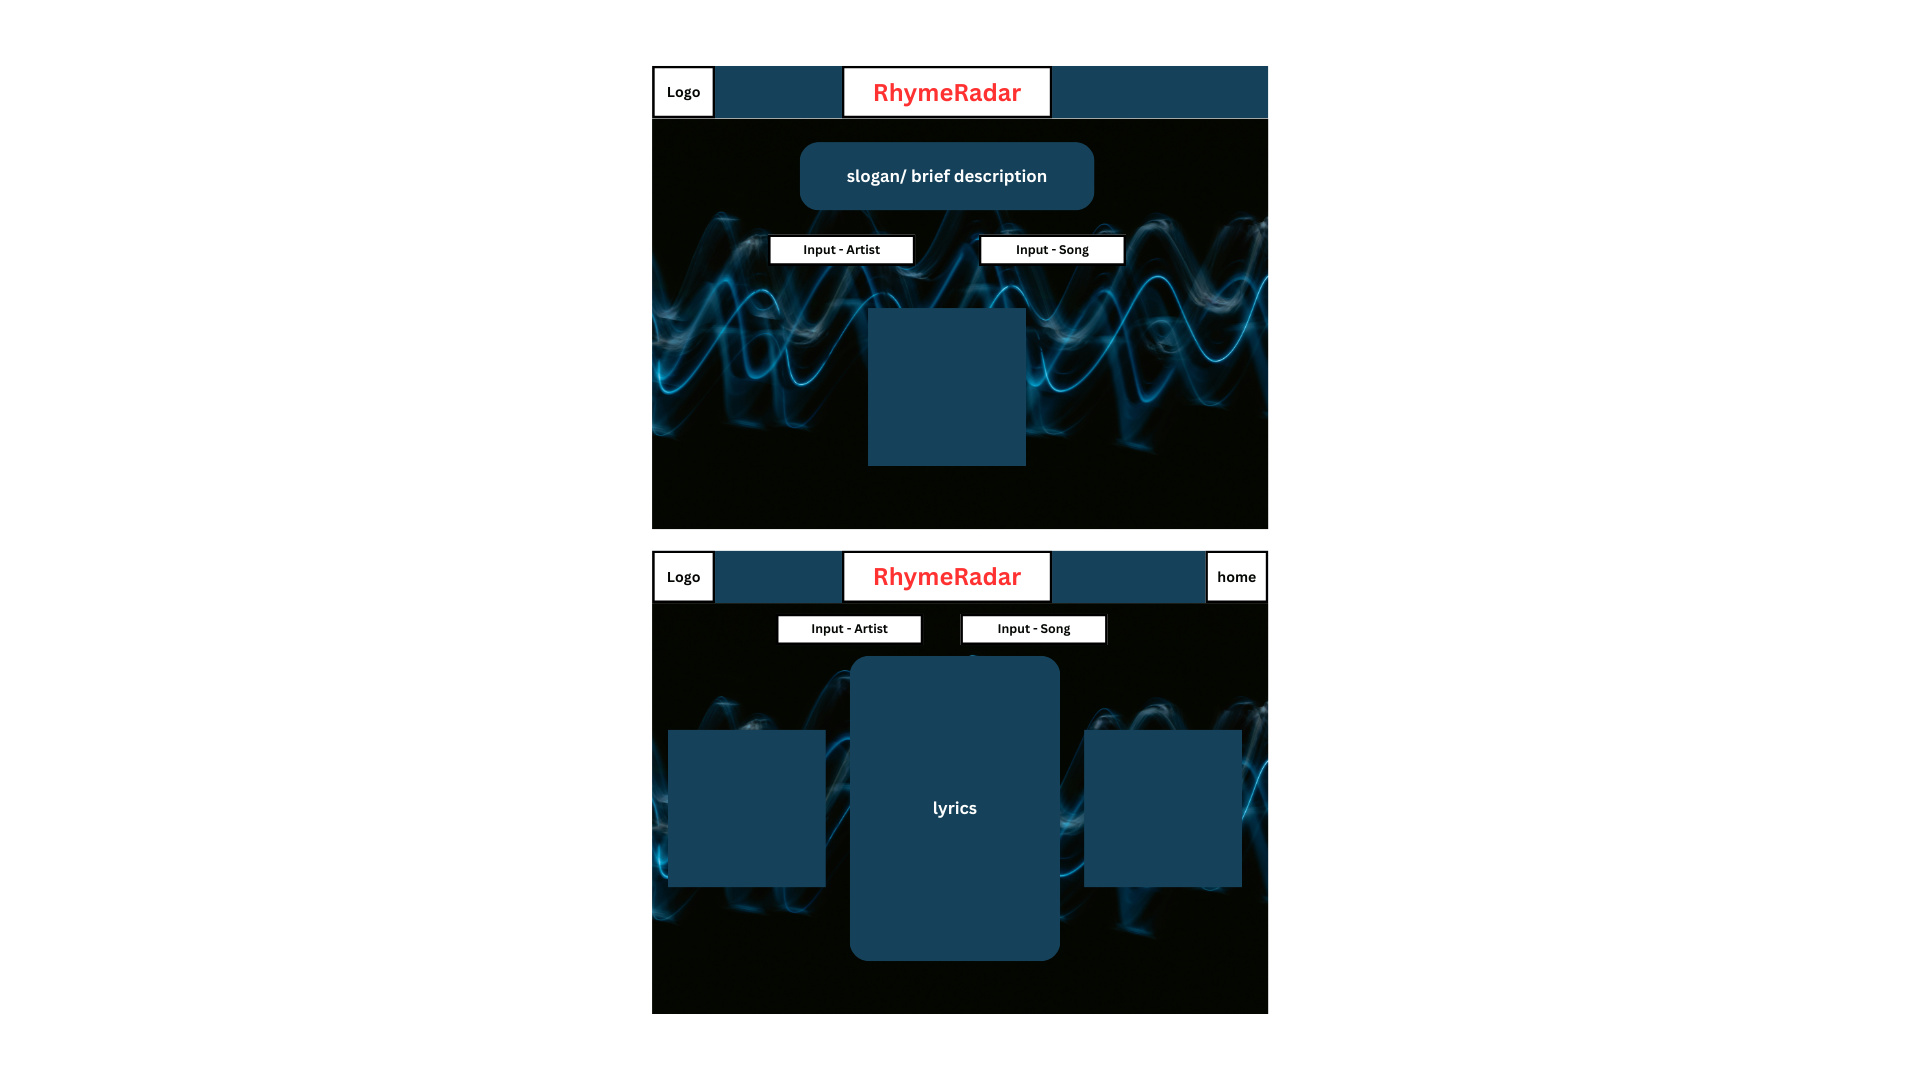 Logo
RhymeRadar
slogan/ brief description
Input - Artist
Input - Song
Logo
RhymeRadar
home
Input - Artist
Input - Song
lyrics